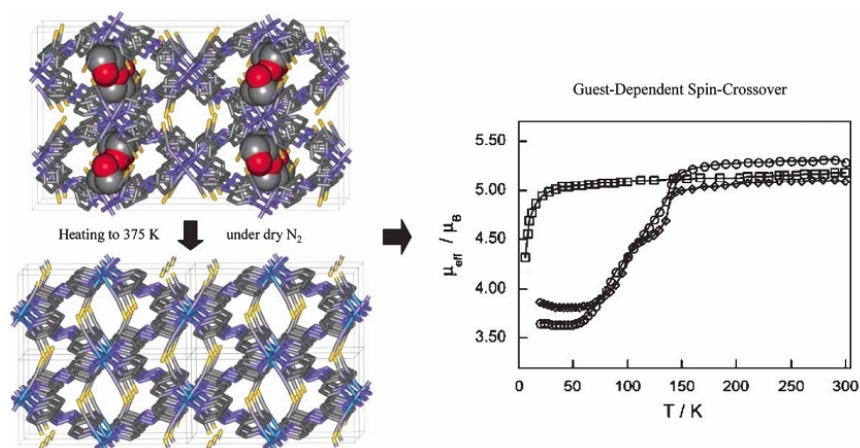 Heating to 375 K under dry N₂
Guest-Dependent Spin-Crossover
μeff / μB
5.50
5.00
4.50
4.00
3.50
0 50 100 150 200 250 300
T / K